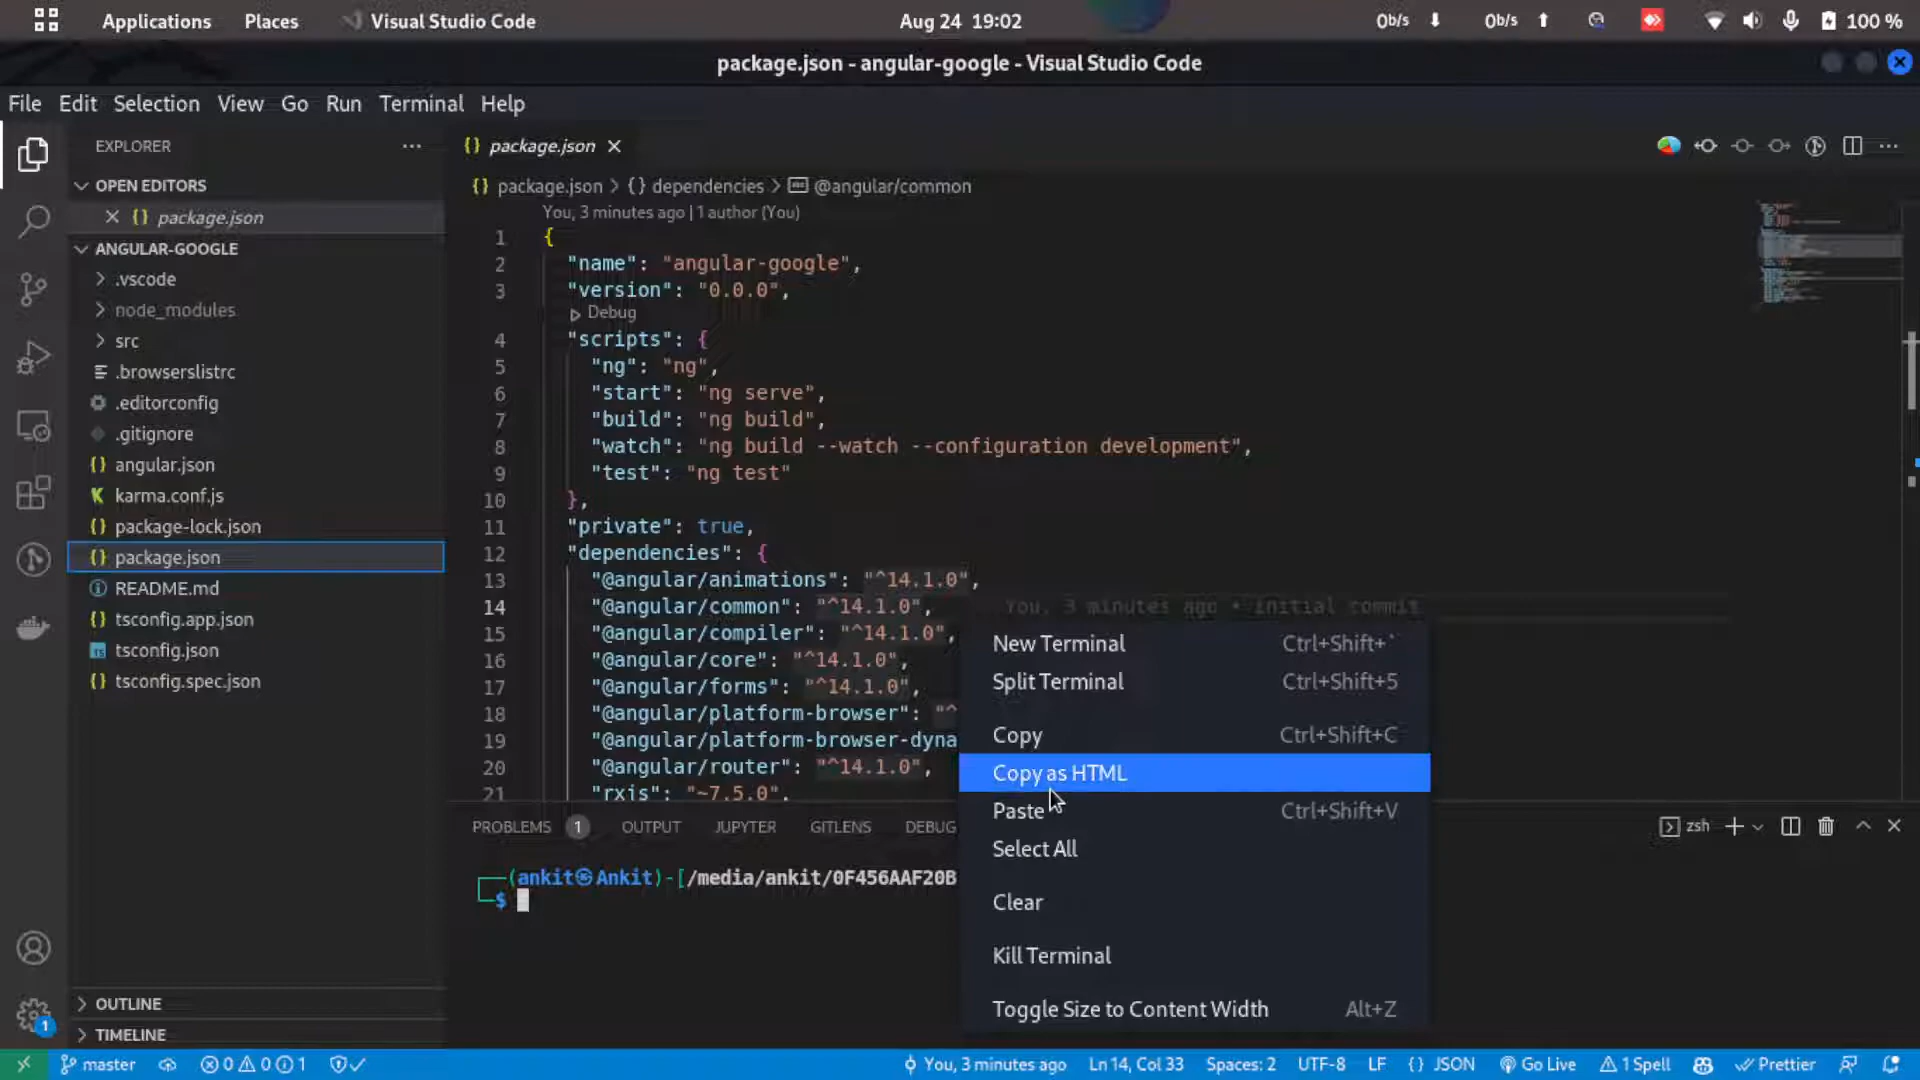 Applications Places Visual Studio Code Aug 24 19:02 0b/s 0b/s 100 %
package.json - angular-google - Visual Studio Code
File Edit Selection View Go Run Terminal Help
EXPLORER
OPEN EDITORS
package.json
ANGULAR-GOOGLE
.vscode
node_modules
src
.browserslistrc
.editorconfig
.gitignore
angular.json
karma.conf.js
package-lock.json
package.json
README.md
tsconfig.app.json
TS tsconfig.json
tsconfig.spec.json
OUTLINE
TIMELINE
{} package.json
{} package.json > {} dependencies > @angular/common
You, 3 minutes ago | 1 author (You)
1 {
2 "name": "angular-google",
3 "version": "0.0.0",
Debug
4 "scripts": {
5 "ng": "ng",
6 "start": "ng serve",
7 "build": "ng build",
8 "watch": "ng build --watch --configuration development",
9 "test": "ng test"
10 },
11 "private": true,
12 "dependencies": {
13 "@angular/animations": "^14.1.0",
14 "@angular/common": "^14.1.0", You, 3 minutes ago • initial commit
15 "@angular/compiler": "^14.1.0",
16 "@angular/core": "^14.1.0",
17 "@angular/forms": "^14.1.0",
18 "@angular/platform-browser": "^
19 "@angular/platform-browser-dyna
20 "@angular/router": "^14.1.0",
21 "rxjs": "~7.5.0",
New Terminal Ctrl+Shift+`
Split Terminal Ctrl+Shift+5
Copy Ctrl+Shift+C
Copy as HTML
Paste Ctrl+Shift+V
Select All
Clear
Kill Terminal
Toggle Size to Content Width Alt+Z
PROBLEMS 1 OUTPUT JUPYTER GITLENS DEBUG zsh
(ankit㉿Ankit)-[/media/ankit/0F456AAF20B
$
1
master 0 0 1 You, 3 minutes ago Ln 14, Col 33 Spaces: 2 UTF-8 LF {} JSON Go Live 1 Spell Prettier